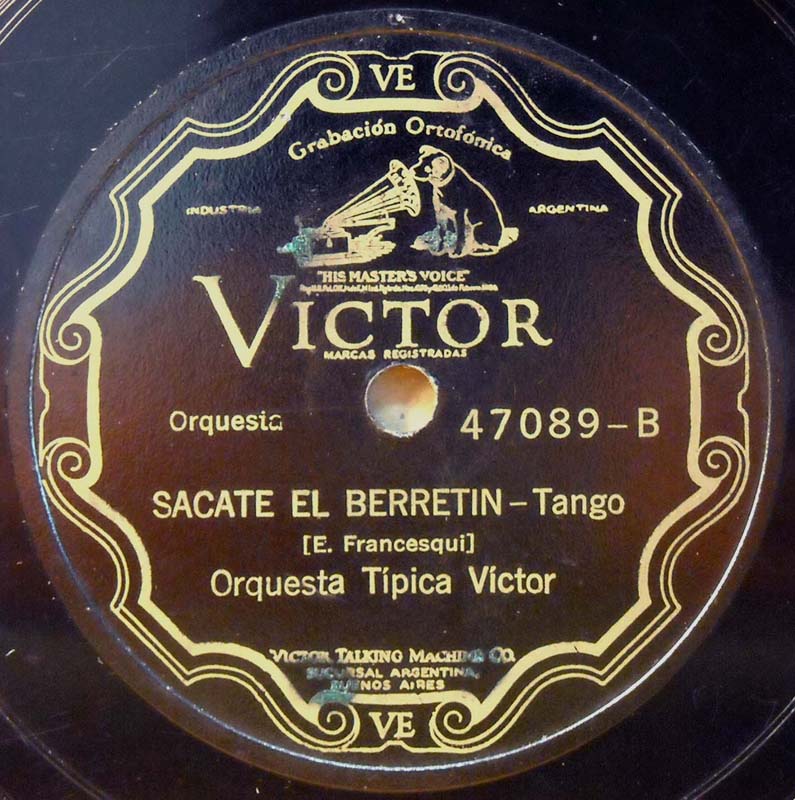 VE
Grabación Ortofónica
INDUSTRIA ARGENTINA
"HIS MASTER'S VOICE"
VICTOR
MARCAS REGISTRADAS
Orquesta 47089-B
SACATE EL BERRETIN - Tango
[E. Francesqui]
Orquesta Típica Víctor
VICTOR TALKING MACHINE CO.
SUCURSAL ARGENTINA,
BUENOS AIRES
VE